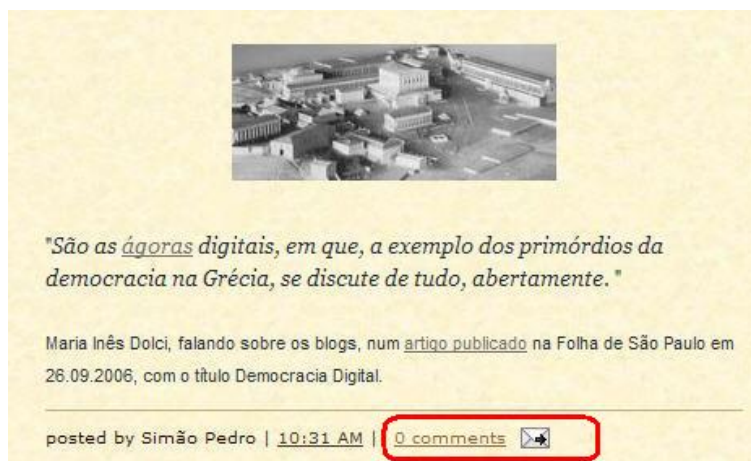 "São as ágoras digitais, em que, a exemplo dos primórdios da
democracia na Grécia, se discute de tudo, abertamente. "
Maria Inês Dolci, falando sobre os blogs, num artigo publicado na Folha de São Paulo em
26.09.2006, com o título Democracia Digital.
posted by Simão Pedro | 10:31 AM | 0 comments